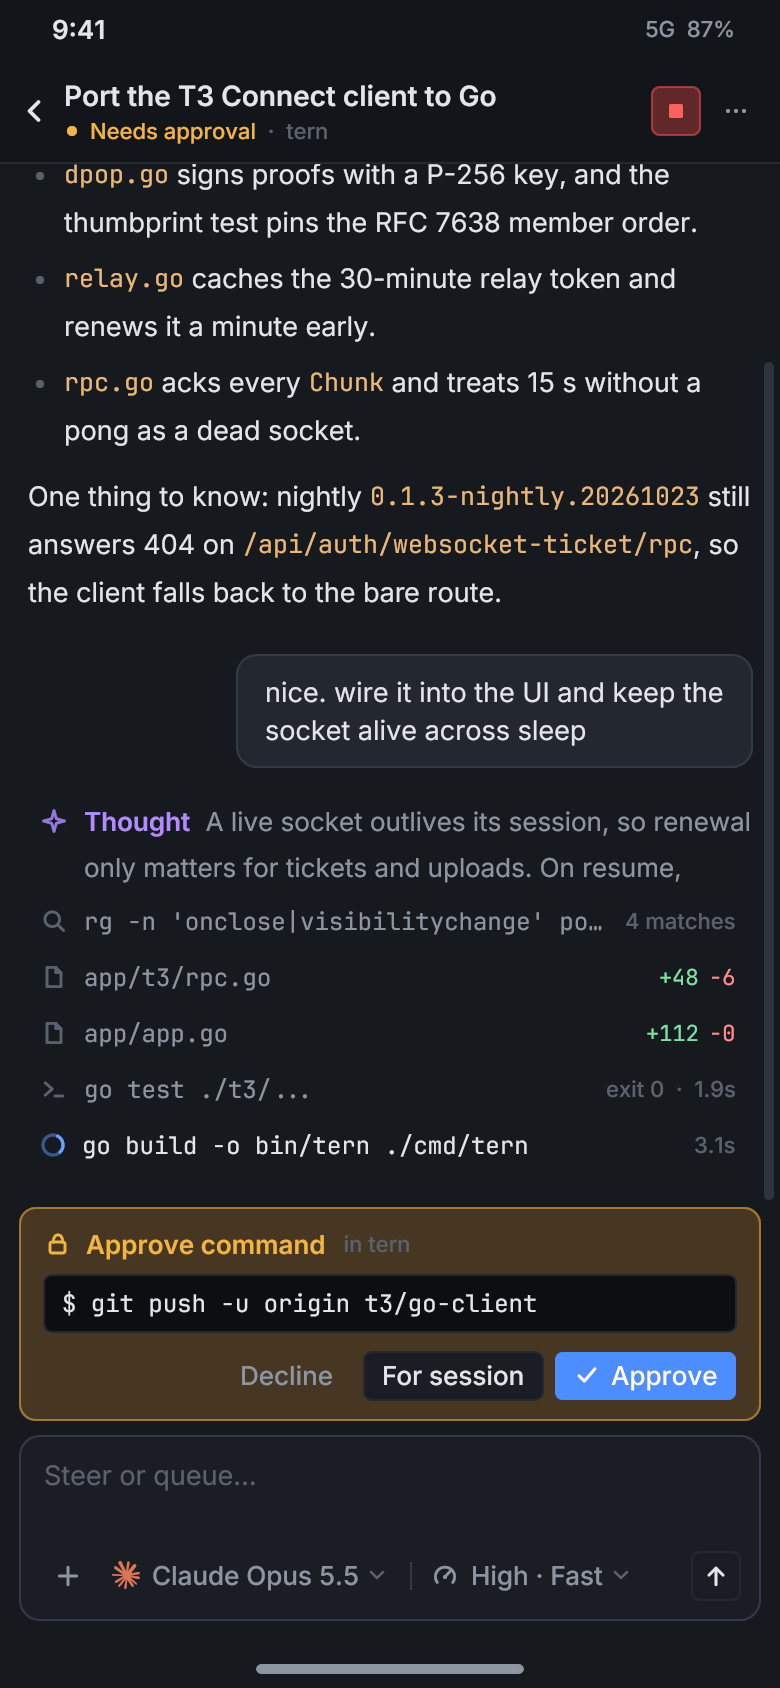 9:41
5G 87%
Port the T3 Connect client to Go
Needs approval · tern
dpop.go signs proofs with a P-256 key, and the
thumbprint test pins the RFC 7638 member order.
relay.go caches the 30-minute relay token and
renews it a minute early.
rpc.go acks every Chunk and treats 15 s without a
pong as a dead socket.
One thing to know: nightly 0.1.3-nightly.20261023 still
answers 404 on /api/auth/websocket-ticket/rpc, so
the client falls back to the bare route.
nice. wire it into the UI and keep the
socket alive across sleep
Thought A live socket outlives its session, so renewal
only matters for tickets and uploads. On resume,
rg -n 'onclose|visibilitychange' po… 4 matches
app/t3/rpc.go +48 -6
app/app.go +112 -0
go test ./t3/... exit 0 · 1.9s
go build -o bin/tern ./cmd/tern 3.1s
Approve command in tern
$ git push -u origin t3/go-client
Decline For session Approve
Steer or queue…
Claude Opus 5.5 High · Fast